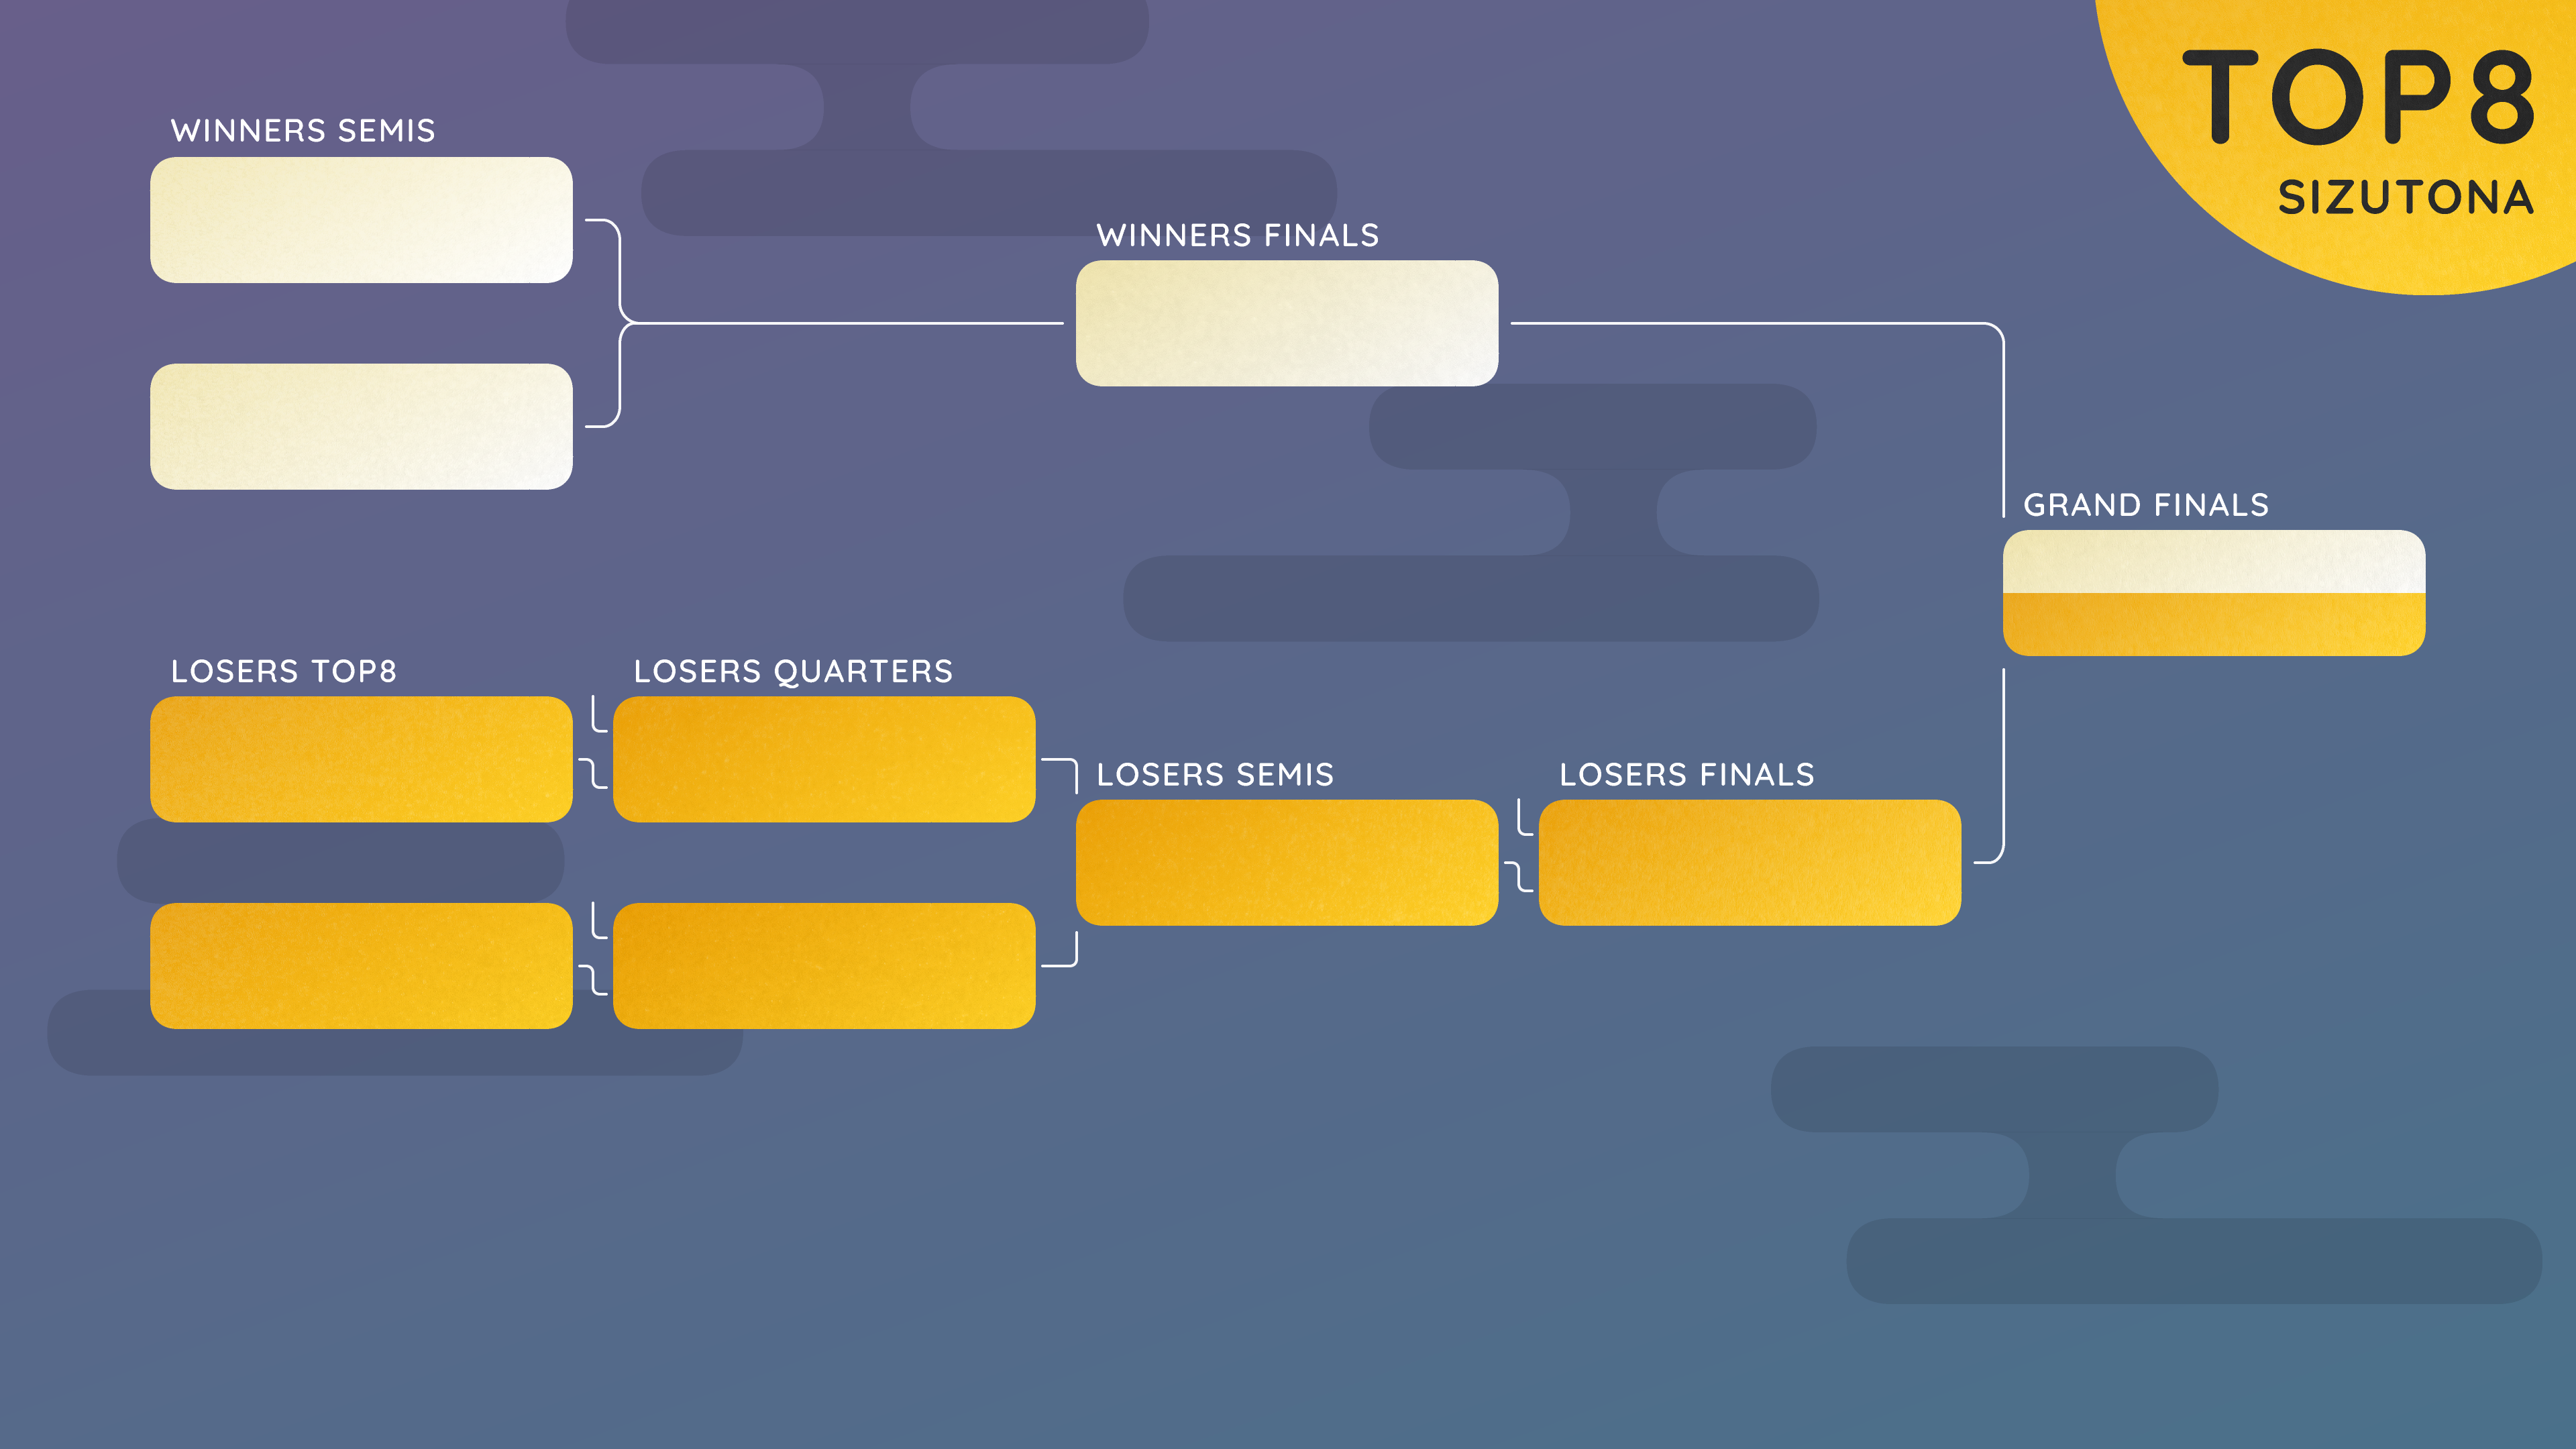 TOP8
SIZUTONA
WINNERS SEMIS
WINNERS FINALS
GRAND FINALS
LOSERS TOP8
LOSERS QUARTERS
LOSERS SEMIS
LOSERS FINALS